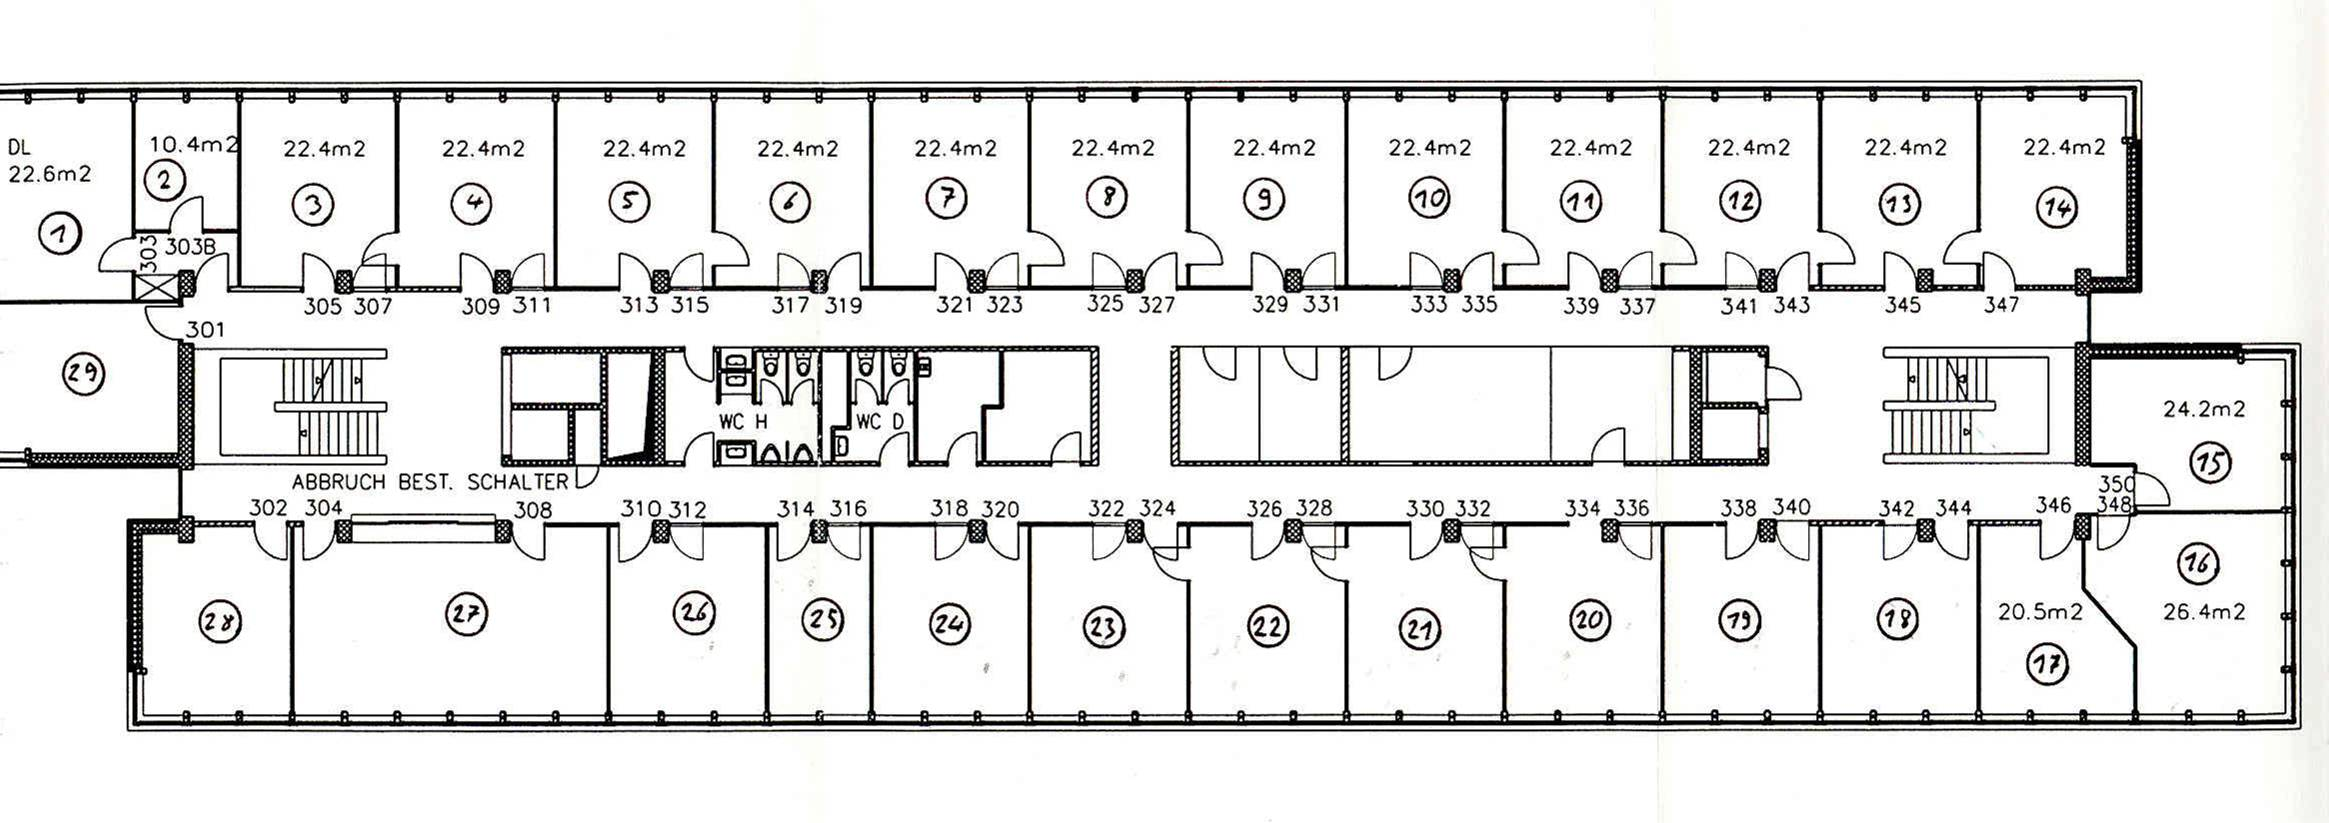 DL
22.6m2
10.4m2
22.4m2
22.4m2
22.4m2
22.4m2
22.4m2
22.4m2
22.4m2
22.4m2
22.4m2
22.4m2
22.4m2
22.4m2
1
2
3
4
5
6
7
8
9
10
11
12
13
14
303
303B
305 307
309 311
313 315
317 319
321 323
325 327
329 331
333 335
339 337
341 343
345
347
301
29
WC H
WC D
24.2m2
15
ABBRUCH BEST. SCHALTER
350
348
302
304
308
310 312
314 316
318 320
322 324
326 328
330 332
334 336
338 340
342 344
346
28
27
26
25
24
23
22
21
20
19
18
20.5m2
17
16
26.4m2